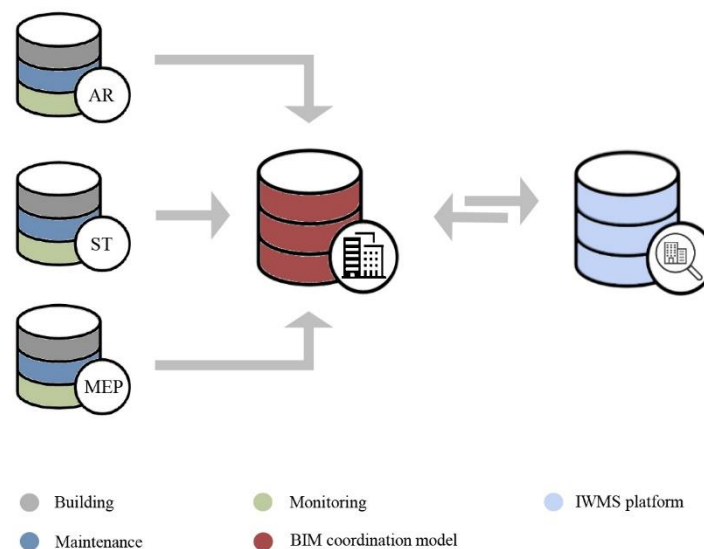 AR
ST
MEP
Building
Monitoring
IWMS platform
Maintenance
BIM coordination model